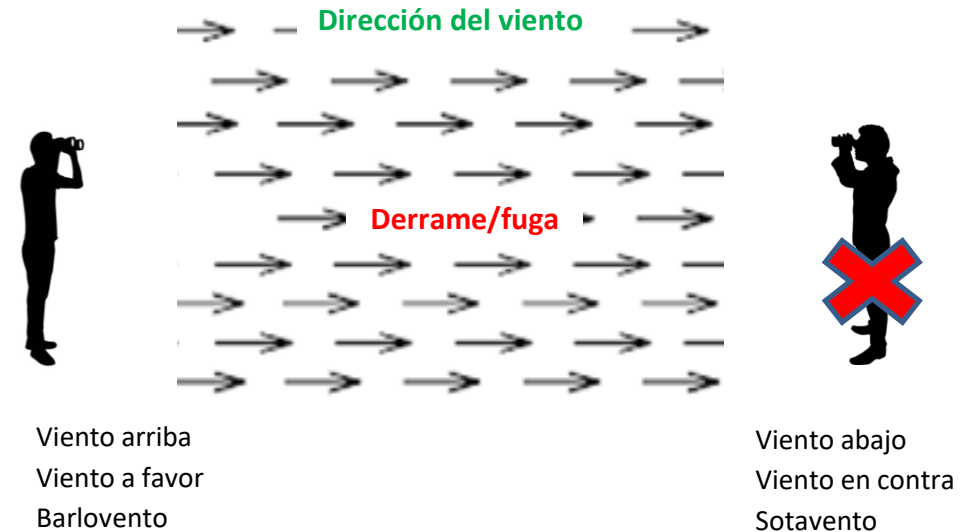 Dirección del viento
Derrame/fuga
Viento arriba
Viento a favor
Barlovento
Viento abajo
Viento en contra
Sotavento